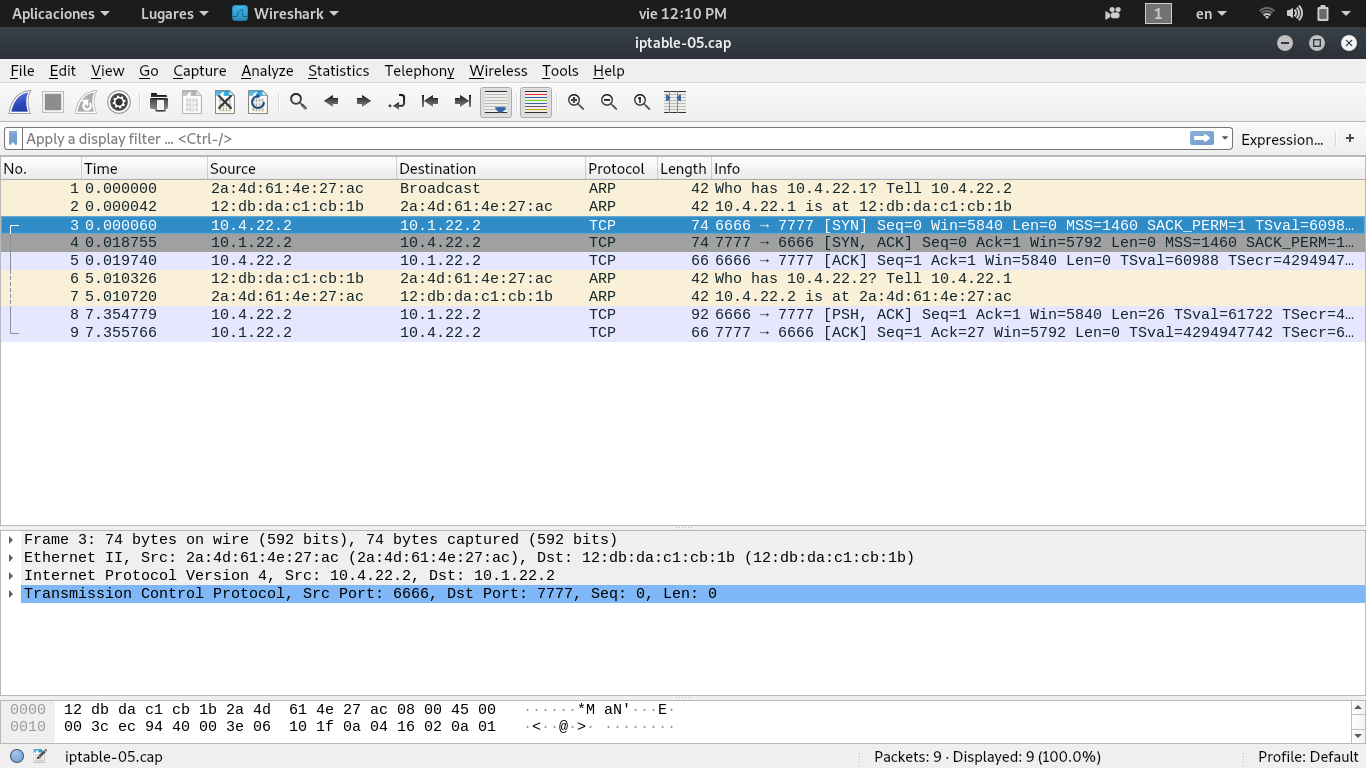 Aplicaciones Lugares Wireshark vie 12:10 PM 1 en
iptable-05.cap
File Edit View Go Capture Analyze Statistics Telephony Wireless Tools Help
Apply a display filter ... <Ctrl-/> Expression... +
No. Time Source Destination Protocol Length Info
1 0.000000 2a:4d:61:4e:27:ac Broadcast ARP 42 Who has 10.4.22.1? Tell 10.4.22.2
2 0.000042 12:db:da:c1:cb:1b 2a:4d:61:4e:27:ac ARP 42 10.4.22.1 is at 12:db:da:c1:cb:1b
3 0.000060 10.4.22.2 10.1.22.2 TCP 74 6666 → 7777 [SYN] Seq=0 Win=5840 Len=0 MSS=1460 SACK_PERM=1 TSval=6098…
4 0.018755 10.1.22.2 10.4.22.2 TCP 74 7777 → 6666 [SYN, ACK] Seq=0 Ack=1 Win=5792 Len=0 MSS=1460 SACK_PERM=1…
5 0.019740 10.4.22.2 10.1.22.2 TCP 66 6666 → 7777 [ACK] Seq=1 Ack=1 Win=5840 Len=0 TSval=60988 TSecr=4294947…
6 5.010326 12:db:da:c1:cb:1b 2a:4d:61:4e:27:ac ARP 42 Who has 10.4.22.2? Tell 10.4.22.1
7 5.010720 2a:4d:61:4e:27:ac 12:db:da:c1:cb:1b ARP 42 10.4.22.2 is at 2a:4d:61:4e:27:ac
8 7.354779 10.4.22.2 10.1.22.2 TCP 92 6666 → 7777 [PSH, ACK] Seq=1 Ack=1 Win=5840 Len=26 TSval=61722 TSecr=4…
9 7.355766 10.1.22.2 10.4.22.2 TCP 66 7777 → 6666 [ACK] Seq=1 Ack=27 Win=5792 Len=0 TSval=4294947742 TSecr=6…
Frame 3: 74 bytes on wire (592 bits), 74 bytes captured (592 bits)
Ethernet II, Src: 2a:4d:61:4e:27:ac (2a:4d:61:4e:27:ac), Dst: 12:db:da:c1:cb:1b (12:db:da:c1:cb:1b)
Internet Protocol Version 4, Src: 10.4.22.2, Dst: 10.1.22.2
Transmission Control Protocol, Src Port: 6666, Dst Port: 7777, Seq: 0, Len: 0
0000 12 db da c1 cb 1b 2a 4d 61 4e 27 ac 08 00 45 00 ······*M aN'···E·
0010 00 3c ec 94 40 00 3e 06 10 1f 0a 04 16 02 0a 01 ·<··@·>· ········
iptable-05.cap Packets: 9 · Displayed: 9 (100.0%) Profile: Default